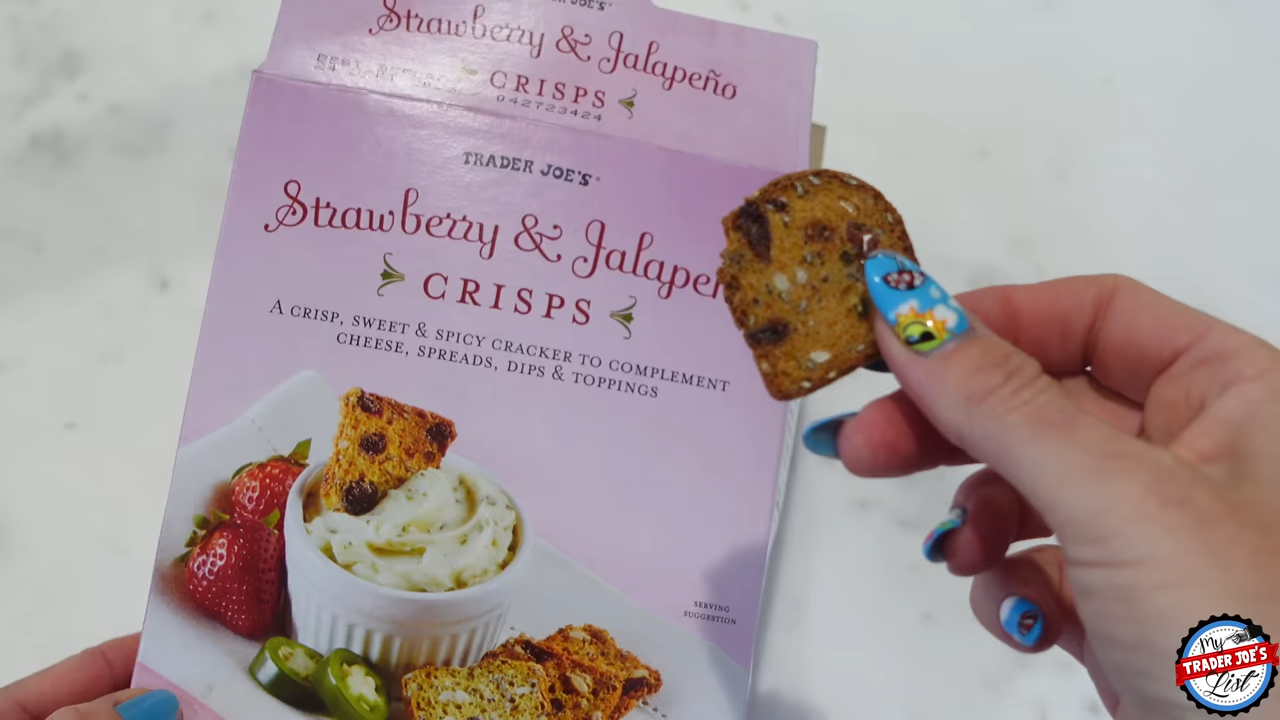 Strawberry & Jalapeño
CRISPS
042723424
TRADER JOE'S
Strawberry & Jalape
CRISPS
A CRISP, SWEET & SPICY CRACKER TO COMPLEMENT
CHEESE, SPREADS, DIPS & TOPPINGS
SERVING
SUGGESTION
My
TRADER JOE'S
List